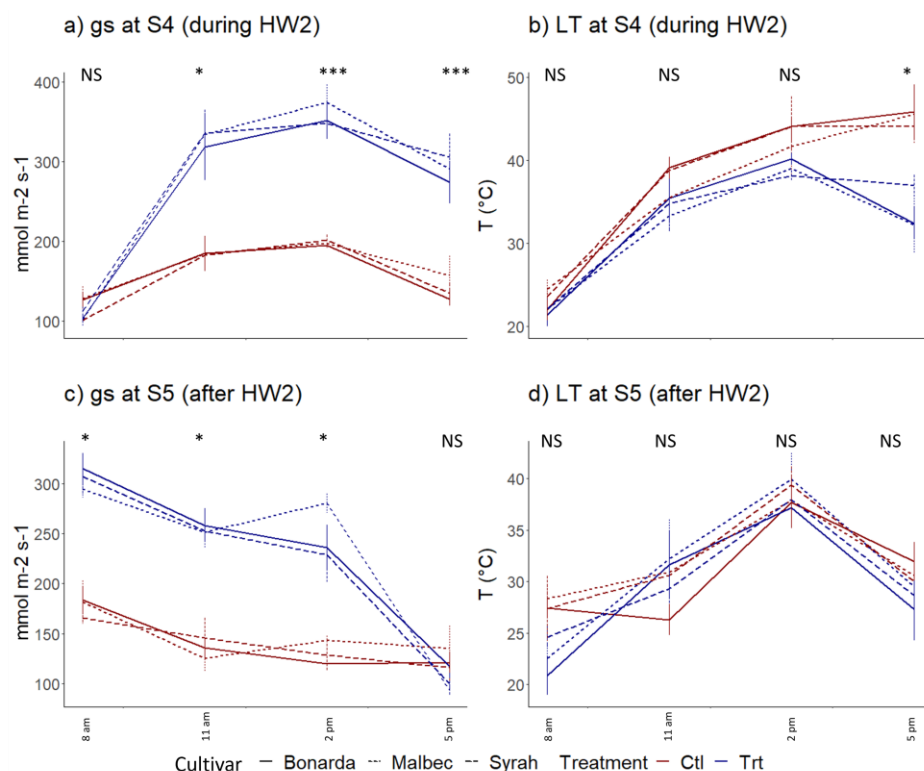 a) gs at S4 (during HW2)
b) LT at S4 (during HW2)
NS * *** ***
NS NS NS *
400
300
200
100
mmol m-2 s-1
50
40
30
20
T (°C)
c) gs at S5 (after HW2)
d) LT at S5 (after HW2)
* * * NS
NS NS NS NS
300
250
200
150
100
mmol m-2 s-1
40
35
30
25
20
T (°C)
8 am 11 am 2 pm 5 pm
8 am 11 am 2 pm 5 pm
Cultivar Bonarda Malbec Syrah Treatment Ctl Trt